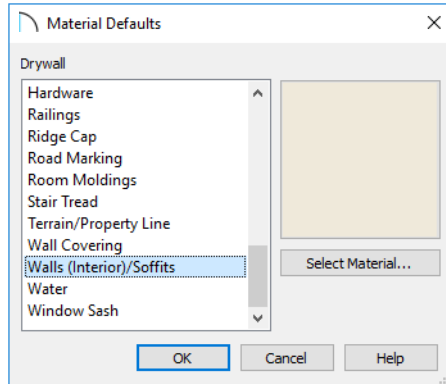 Material Defaults
Drywall
Hardware
Railings
Ridge Cap
Road Marking
Room Moldings
Stair Tread
Terrain/Property Line
Wall Covering
Walls (Interior)/Soffits
Water
Window Sash
Select Material...
OK
Cancel
Help